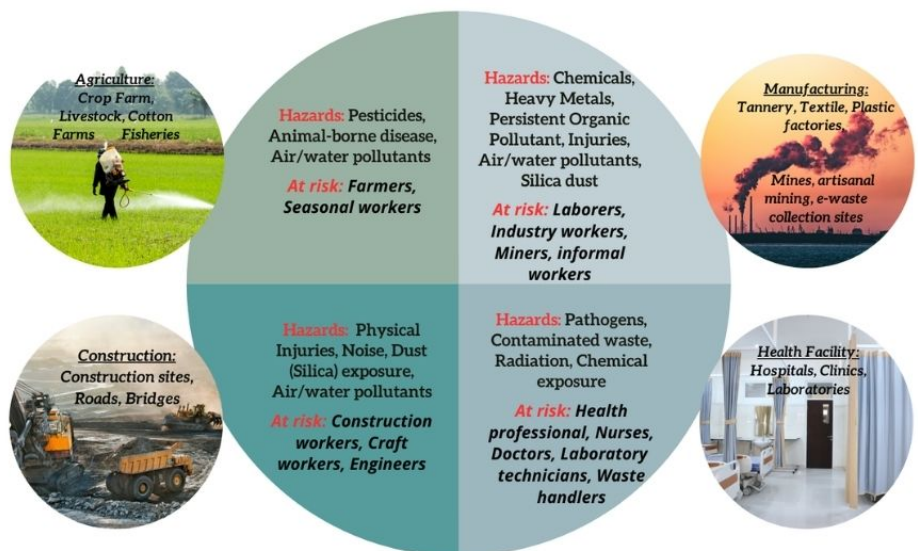 Agriculture:
Crop Farm,
Livestock, Cotton
Farms Fisheries
Hazards: Pesticides,
Animal-borne disease,
Air/water pollutants
At risk: Farmers,
Seasonal workers
Hazards: Chemicals,
Heavy Metals,
Persistent Organic
Pollutant, Injuries,
Air/water pollutants,
Silica dust
At risk: Laborers,
Industry workers,
Miners, informal
workers
Manufacturing:
Tannery, Textile, Plastic
factories,
Mines, artisanal
mining, e-waste
collection sites
Construction:
Construction sites,
Roads, Bridges
Hazards: Physical
Injuries, Noise, Dust
(Silica) exposure,
Air/water pollutants
At risk: Construction
workers, Craft
workers, Engineers
Hazards: Pathogens,
Contaminated waste,
Radiation, Chemical
exposure
At risk: Health
professional, Nurses,
Doctors, Laboratory
technicians, Waste
handlers
Health Facility:
Hospitals, Clinics,
Laboratories